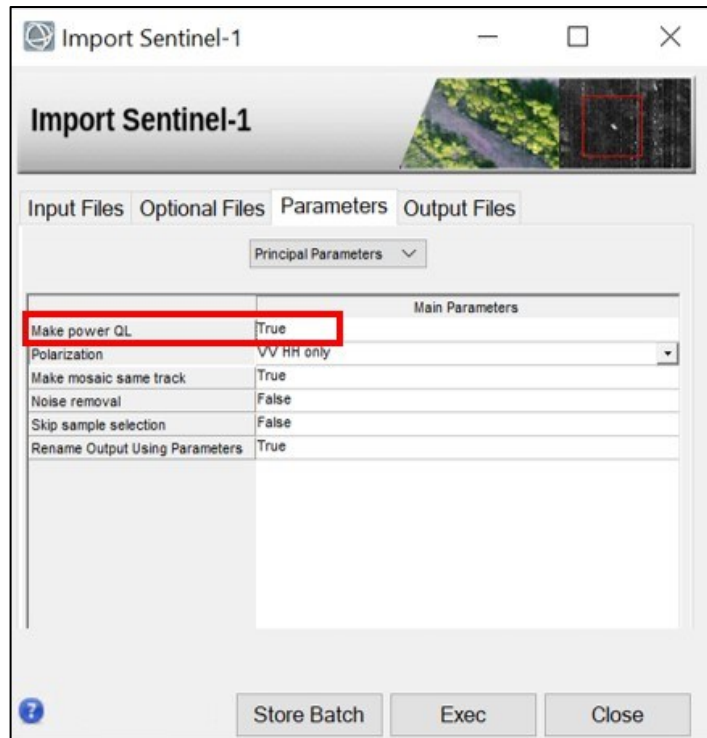 Import Sentinel-1
Import Sentinel-1
Input Files Optional Files Parameters Output Files
Principal Parameters
Main Parameters
Make power QL True
Polarization VV HH only
Make mosaic same track True
Noise removal False
Skip sample selection False
Rename Output Using Parameters True
? Store Batch Exec Close